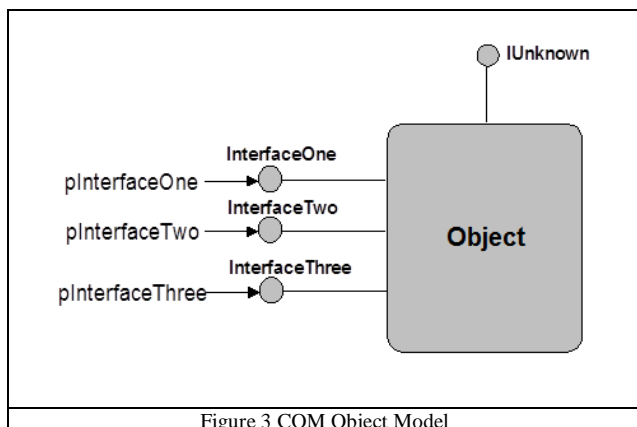 IUnknown
InterfaceOne
pInterfaceOne
InterfaceTwo
pInterfaceTwo
Object
InterfaceThree
pInterfaceThree
Figure 3 COM Object Model